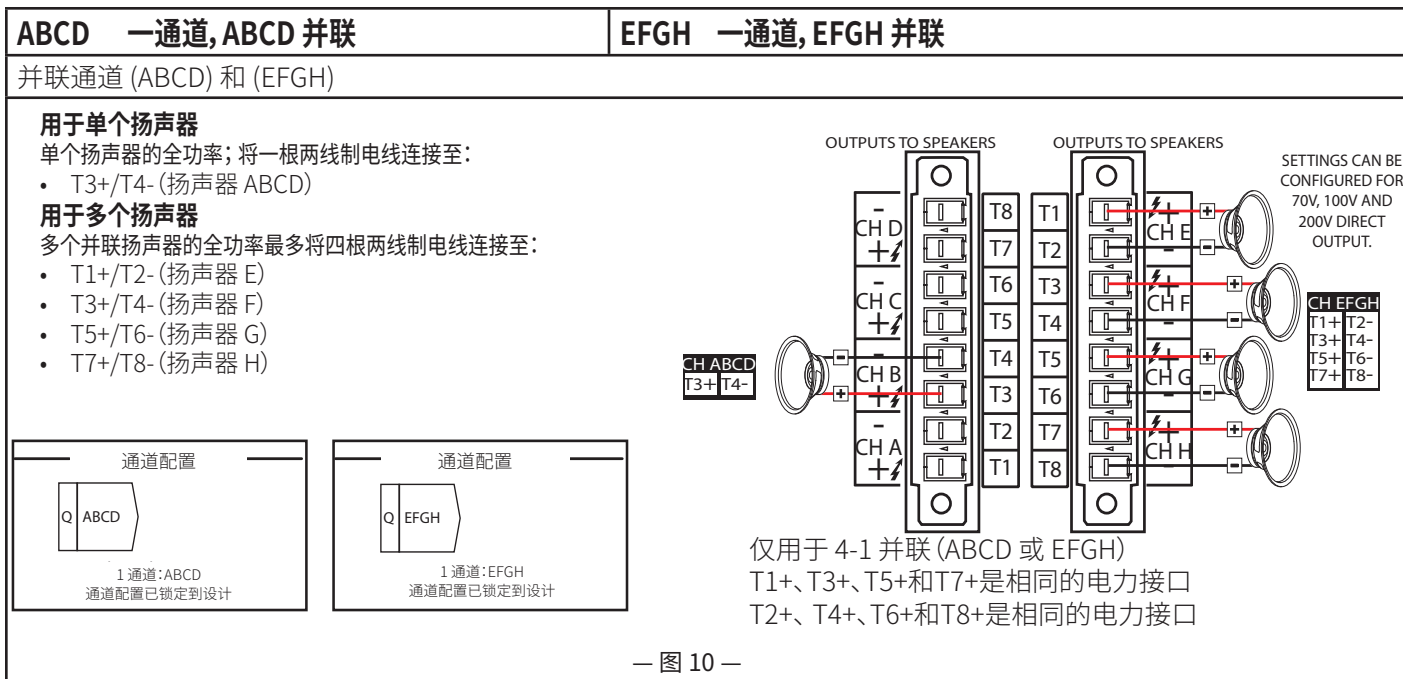 ABCD 一通道, ABCD 并联
EFGH 一通道, EFGH 并联
并联通道 (ABCD) 和 (EFGH)
用于单个扬声器
单个扬声器的全功率；将一根两线制电线连接至：
• T3+/T4-（扬声器 ABCD）
用于多个扬声器
多个并联扬声器的全功率最多将四根两线制电线连接至：
• T1+/T2-（扬声器 E）
• T3+/T4-（扬声器 F）
• T5+/T6-（扬声器 G）
• T7+/T8-（扬声器 H）
通道配置
Q ABCD
1 通道:ABCD
通道配置已锁定到设计
通道配置
Q EFGH
1 通道:EFGH
通道配置已锁定到设计
OUTPUTS TO SPEAKERS
OUTPUTS TO SPEAKERS
SETTINGS CAN BE
CONFIGURED FOR
70V, 100V AND
200V DIRECT
OUTPUT.
CH ABCD
T3+ T4-
-
CH D
+
-
CH C
+
-
CH B
+
-
CH A
+
T8
T7
T6
T5
T4
T3
T2
T1
T1
T2
T3
T4
T5
T6
T7
T8
+
CH E
-
+
CH F
-
+
CH G
-
+
CH H
-
CH EFGH
T1+ T2-
T3+ T4-
T5+ T6-
T7+ T8-
仅用于 4-1 并联（ABCD 或 EFGH）
T1+、T3+、T5+和T7+是相同的电力接口
T2+、T4+、T6+和T8+是相同的电力接口
— 图 10 —